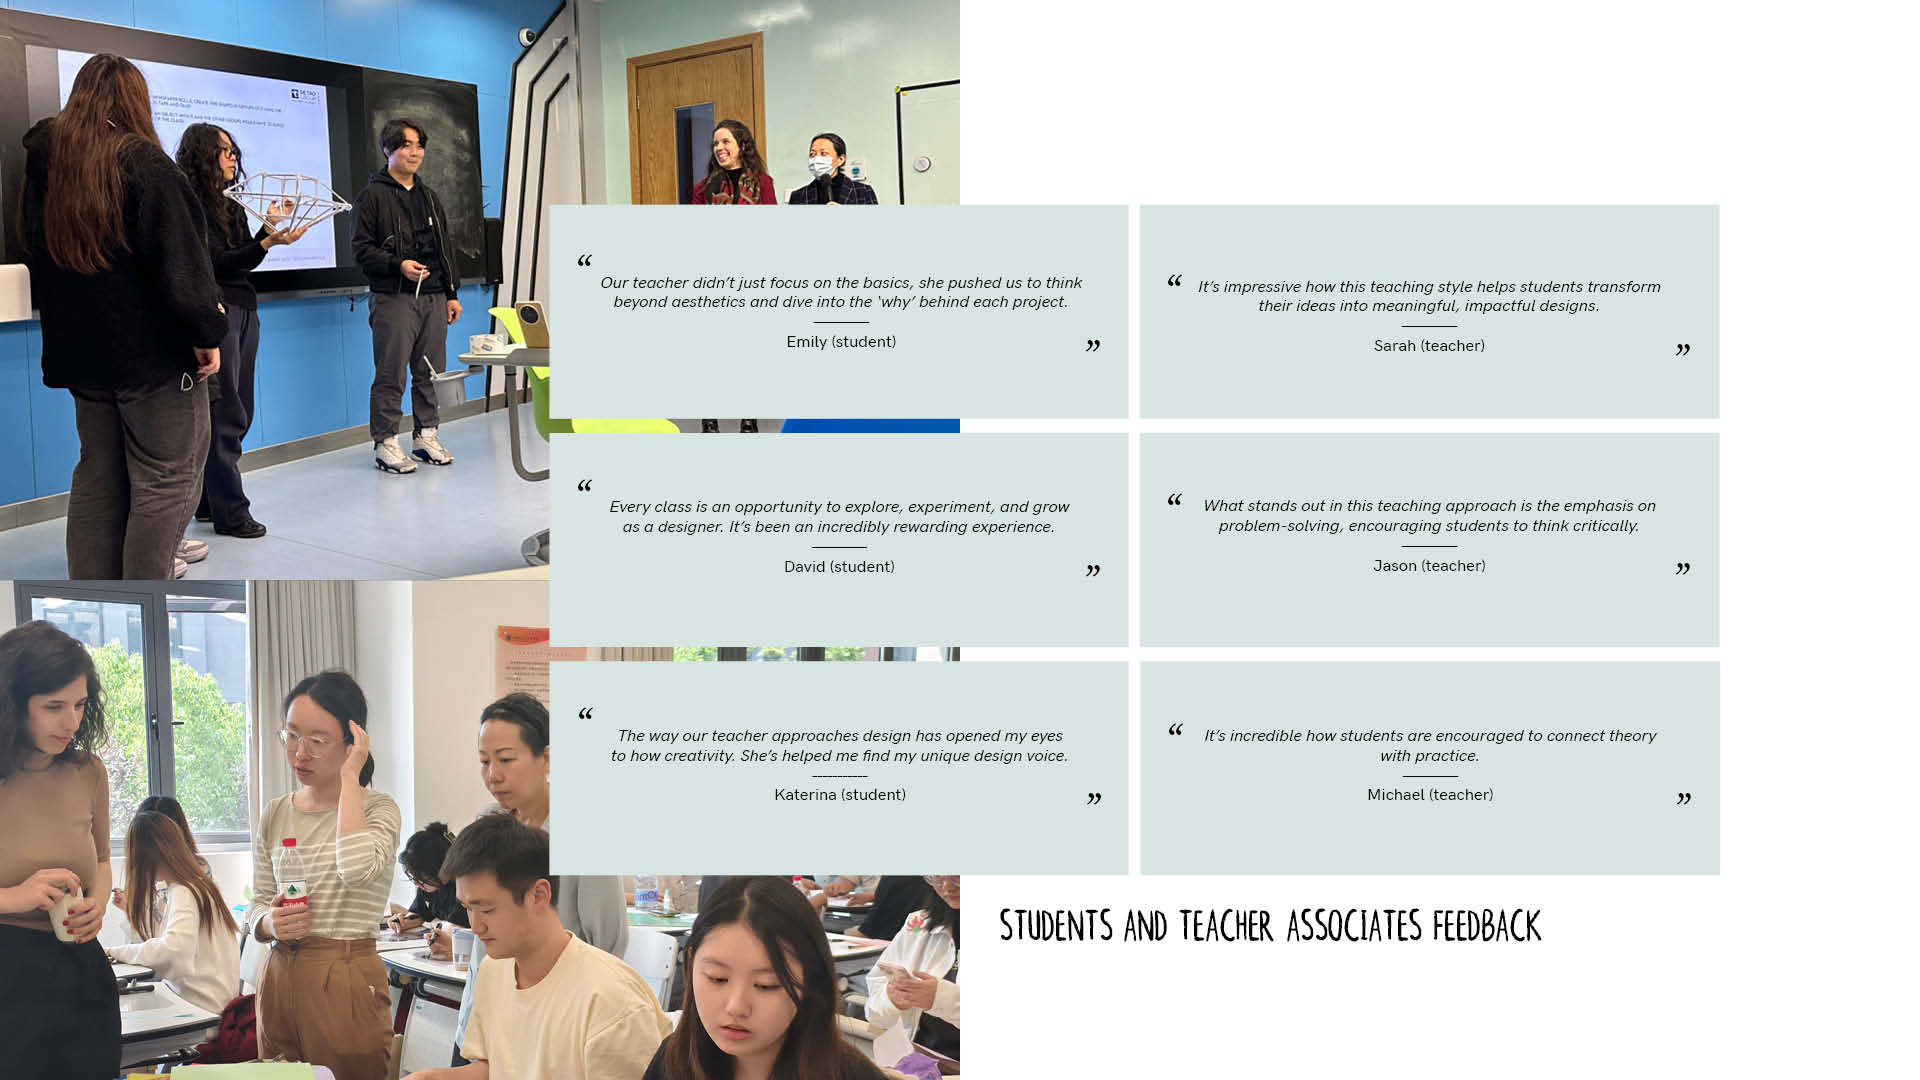 DE TAO
“
Our teacher didn’t just focus on the basics, she pushed us to think
beyond aesthetics and dive into the ‘why’ behind each project.
Emily (student)
”
“
It’s impressive how this teaching style helps students transform
their ideas into meaningful, impactful designs.
Sarah (teacher)
”
“
Every class is an opportunity to explore, experiment, and grow
as a designer. It’s been an incredibly rewarding experience.
David (student)
”
“
What stands out in this teaching approach is the emphasis on
problem-solving, encouraging students to think critically.
Jason (teacher)
”
“
The way our teacher approaches design has opened my eyes
to how creativity. She’s helped me find my unique design voice.
-----------
Katerina (student)
”
“
It’s incredible how students are encouraged to connect theory
with practice.
Michael (teacher)
”
STUDENTS AND TEACHER ASSOCIATES FEEDBACK